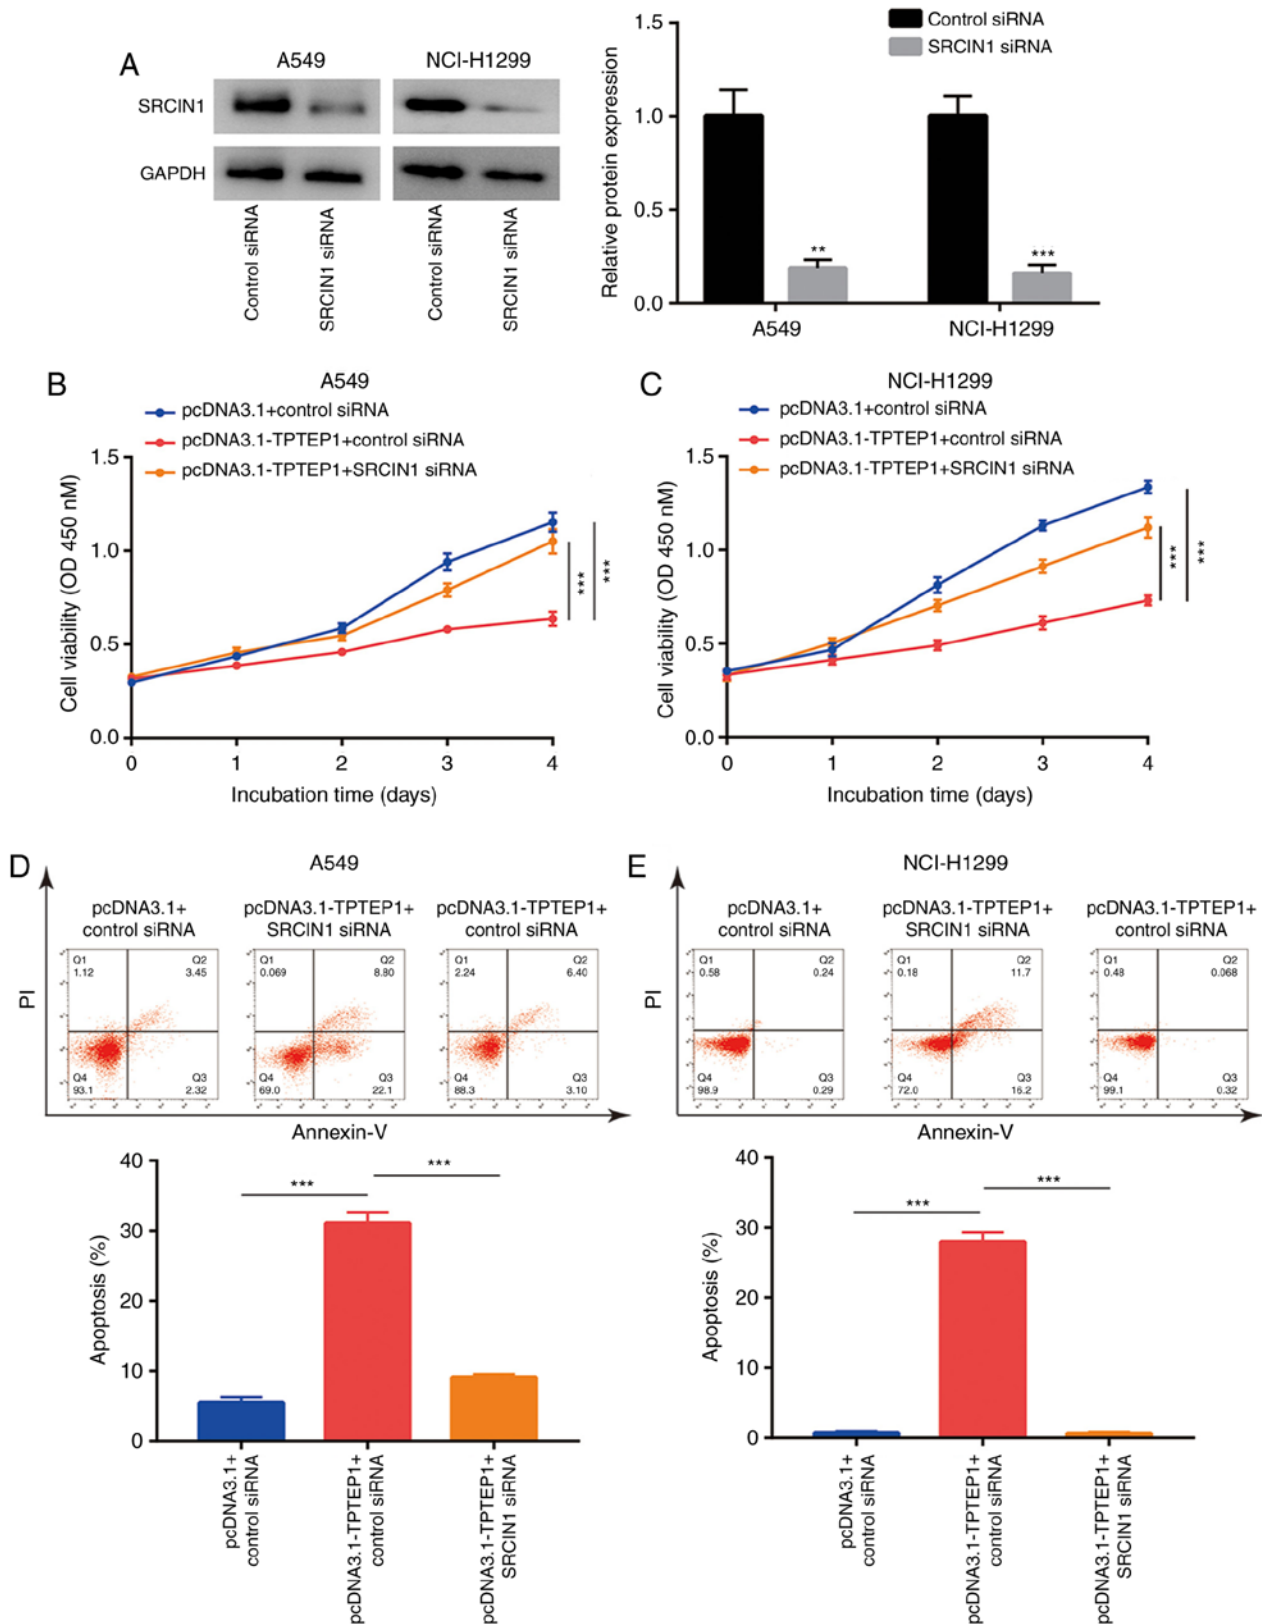 A
A549
NCI-H1299
SRCIN1
GAPDH
Control siRNA
SRCIN1 siRNA
Control siRNA
SRCIN1 siRNA
Control siRNA
SRCIN1 siRNA
Relative protein expression
1.5
1.0
0.5
0.0
**
***
A549
NCI-H1299
B
A549
pcDNA3.1+control siRNA
pcDNA3.1-TPTEP1+control siRNA
pcDNA3.1-TPTEP1+SRCIN1 siRNA
Cell viability (OD 450 nM)
1.5
1.0
0.5
0.0
***
***
0 1 2 3 4
Incubation time (days)
C
NCI-H1299
pcDNA3.1+control siRNA
pcDNA3.1-TPTEP1+control siRNA
pcDNA3.1-TPTEP1+SRCIN1 siRNA
Cell viability (OD 450 nM)
1.5
1.0
0.5
0.0
***
***
0 1 2 3 4
Incubation time (days)
D
A549
pcDNA3.1+
control siRNA
pcDNA3.1-TPTEP1+
SRCIN1 siRNA
pcDNA3.1-TPTEP1+
control siRNA
PI
Q1
1.12
Q2
3.45
Q4
93.1
Q3
2.32
Q1
0.069
Q2
8.80
Q4
69.0
Q3
22.1
Q1
2.24
Q2
6.40
Q4
88.3
Q3
3.10
Annexin-V
Apoptosis (%)
40
30
20
10
0
***
***
pcDNA3.1+
control siRNA
pcDNA3.1-TPTEP1+
control siRNA
pcDNA3.1-TPTEP1+
SRCIN1 siRNA
E
NCI-H1299
pcDNA3.1+
control siRNA
pcDNA3.1-TPTEP1+
SRCIN1 siRNA
pcDNA3.1-TPTEP1+
control siRNA
PI
Q1
0.58
Q2
0.24
Q4
98.9
Q3
0.29
Q1
0.18
Q2
11.7
Q4
72.0
Q3
16.2
Q1
0.48
Q2
0.068
Q4
99.1
Q3
0.32
Annexin-V
Apoptosis (%)
40
30
20
10
0
***
***
pcDNA3.1+
control siRNA
pcDNA3.1-TPTEP1+
control siRNA
pcDNA3.1-TPTEP1+
SRCIN1 siRNA